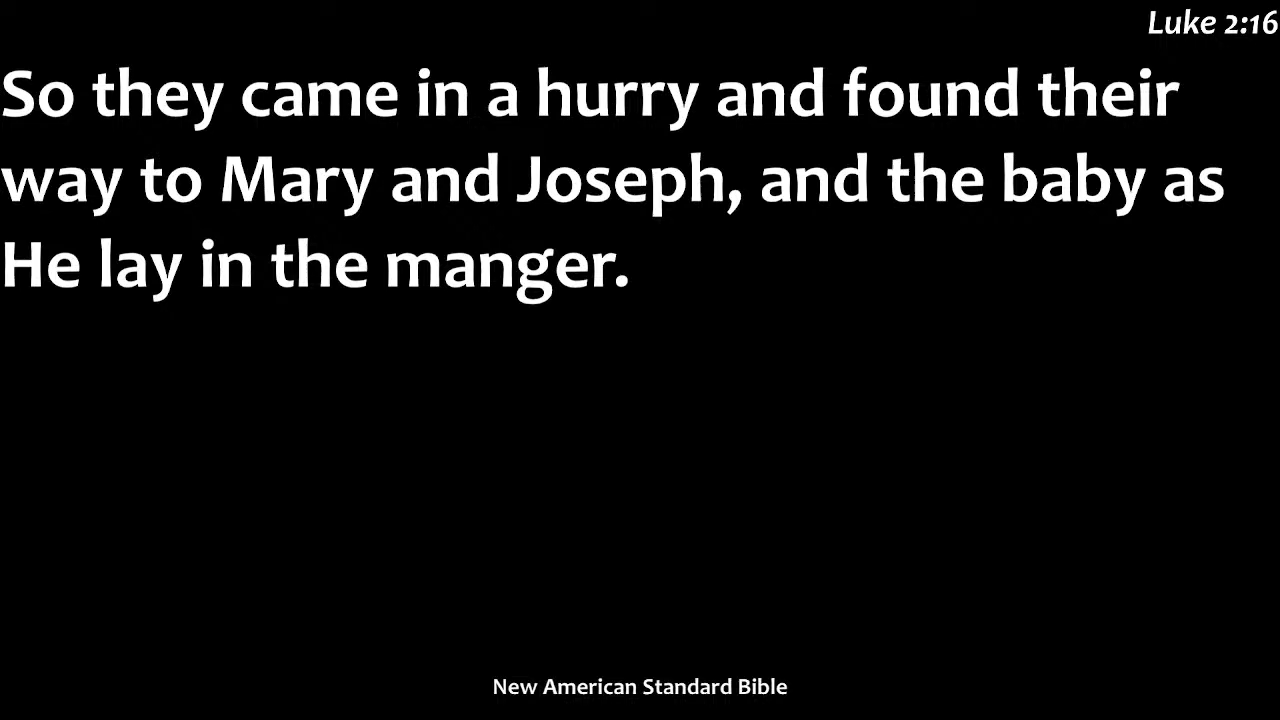 Luke 2:16
So they came in a hurry and found their
way to Mary and Joseph, and the baby as
He lay in the manger.
New American Standard Bible